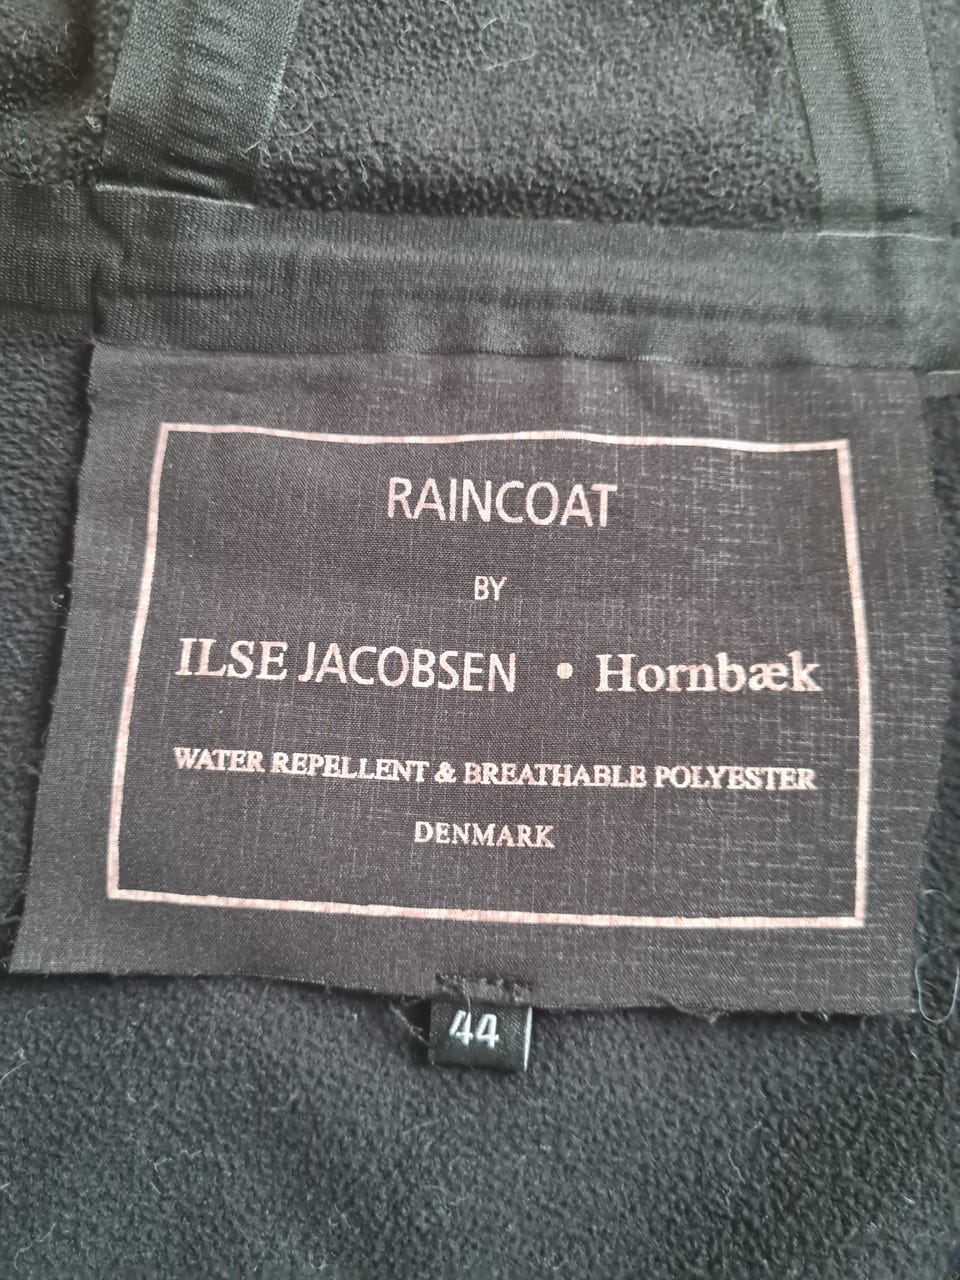 RAINCOAT
BY
ILSE JACOBSEN • Hornbæk
WATER REPELLENT & BREATHABLE POLYESTER
DENMARK
44